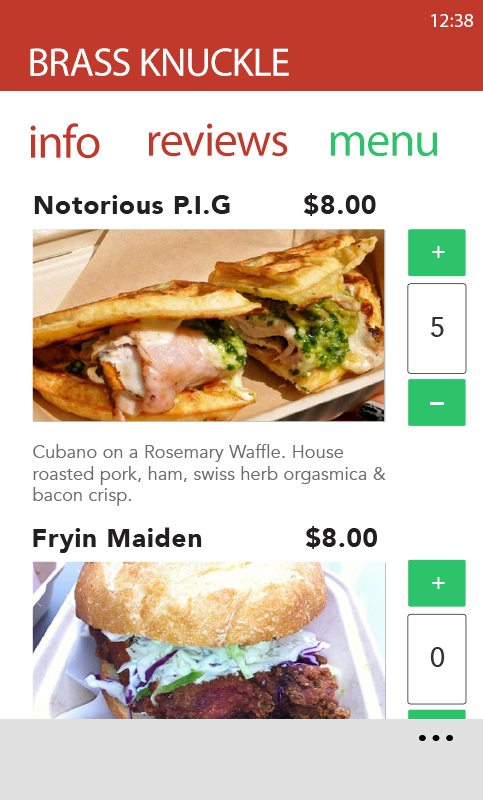 12:38
BRASS KNUCKLE
info reviews menu
Notorious P.I.G $8.00
+
5
−
Cubano on a Rosemary Waffle. House
roasted pork, ham, swiss herb orgasmica &
bacon crisp.
Fryin Maiden $8.00
+
0
...